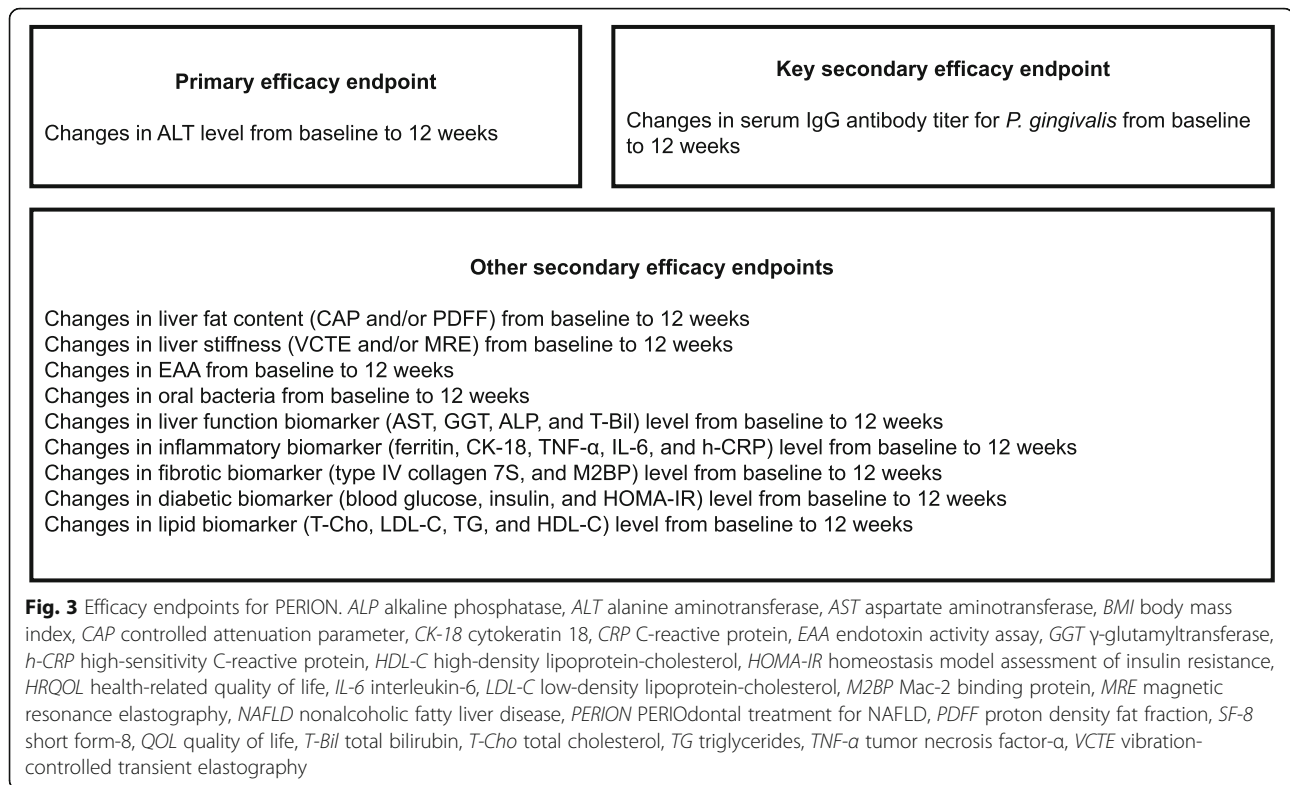 Primary efficacy endpoint
Changes in ALT level from baseline to 12 weeks
Key secondary efficacy endpoint
Changes in serum IgG antibody titer for P. gingivalis from baseline
to 12 weeks
Other secondary efficacy endpoints
Changes in liver fat content (CAP and/or PDFF) from baseline to 12 weeks
Changes in liver stiffness (VCTE and/or MRE) from baseline to 12 weeks
Changes in EAA from baseline to 12 weeks
Changes in oral bacteria from baseline to 12 weeks
Changes in liver function biomarker (AST, GGT, ALP, and T-Bil) level from baseline to 12 weeks
Changes in inflammatory biomarker (ferritin, CK-18, TNF-α, IL-6, and h-CRP) level from baseline to 12 weeks
Changes in fibrotic biomarker (type IV collagen 7S, and M2BP) level from baseline to 12 weeks
Changes in diabetic biomarker (blood glucose, insulin, and HOMA-IR) level from baseline to 12 weeks
Changes in lipid biomarker (T-Cho, LDL-C, TG, and HDL-C) level from baseline to 12 weeks
Fig. 3 Efficacy endpoints for PERION. ALP alkaline phosphatase, ALT alanine aminotransferase, AST aspartate aminotransferase, BMI body mass
index, CAP controlled attenuation parameter, CK-18 cytokeratin 18, CRP C-reactive protein, EAA endotoxin activity assay, GGT γ-glutamyltransferase,
h-CRP high-sensitivity C-reactive protein, HDL-C high-density lipoprotein-cholesterol, HOMA-IR homeostasis model assessment of insulin resistance,
HRQOL health-related quality of life, IL-6 interleukin-6, LDL-C low-density lipoprotein-cholesterol, M2BP Mac-2 binding protein, MRE magnetic
resonance elastography, NAFLD nonalcoholic fatty liver disease, PERION PERIOdontal treatment for NAFLD, PDFF proton density fat fraction, SF-8
short form-8, QOL quality of life, T-Bil total bilirubin, T-Cho total cholesterol, TG triglycerides, TNF-α tumor necrosis factor-α, VCTE vibration-
controlled transient elastography